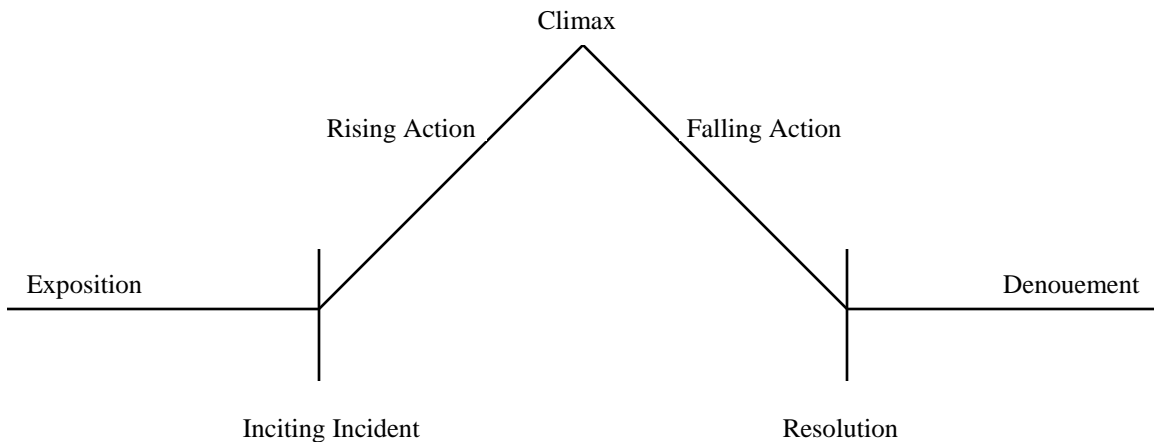 Climax
Rising Action
Falling Action
Exposition
Denouement
Inciting Incident
Resolution